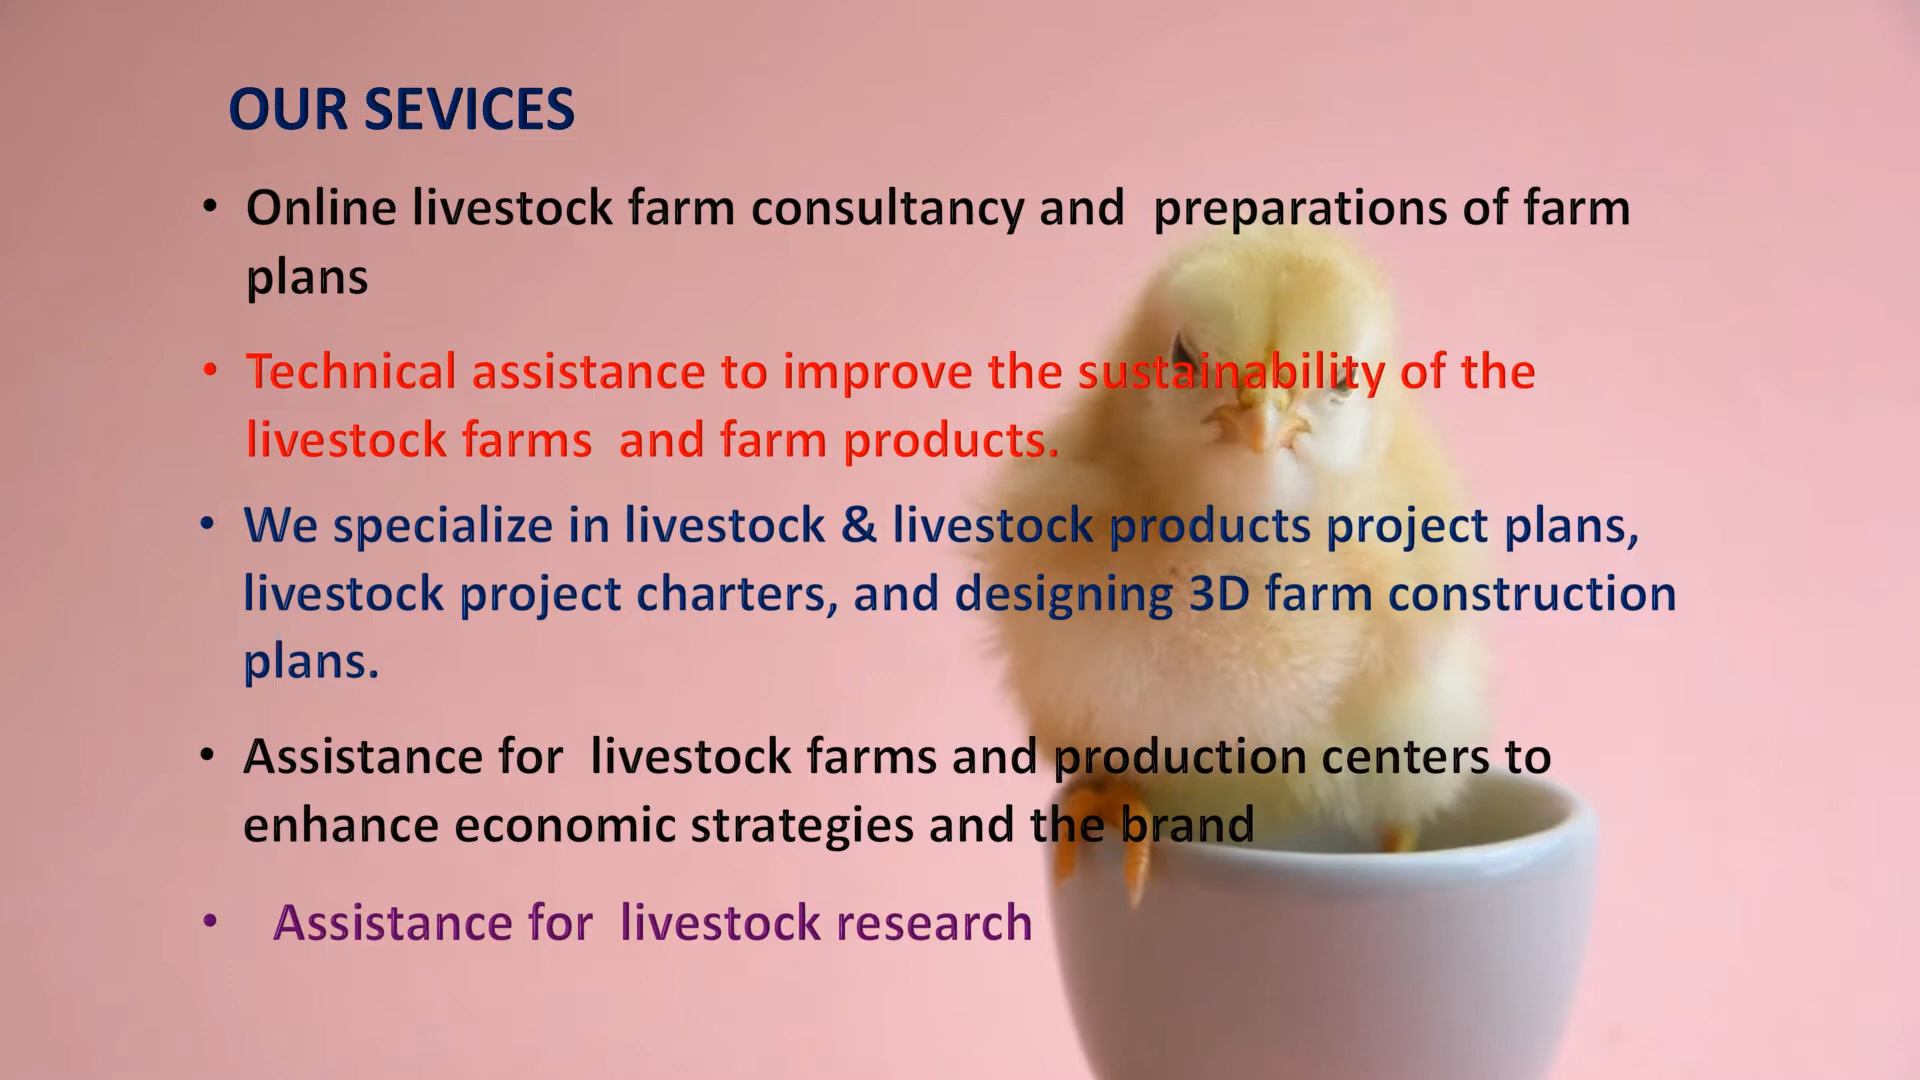 OUR SEVICES
• Online livestock farm consultancy and  preparations of farm
plans
• Technical assistance to improve the sustainability of the
livestock farms  and farm products.
• We specialize in livestock & livestock products project plans,
livestock project charters, and designing 3D farm construction
plans.
• Assistance for  livestock farms and production centers to
enhance economic strategies and the brand
• Assistance for  livestock research